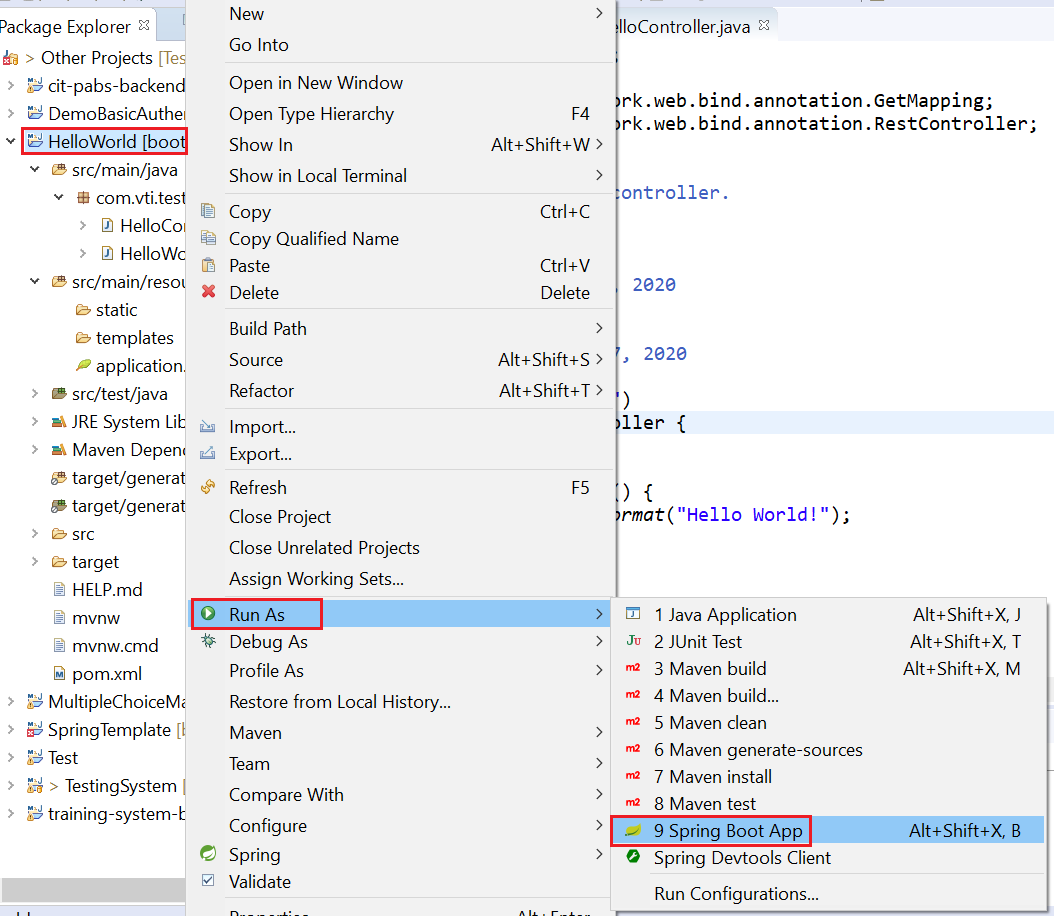 Package Explorer
> Other Projects [Tes
cit-pabs-backend
DemoBasicAuthe
HelloWorld [boot
src/main/java
com.vti.test
HelloCo
HelloWo
src/main/resou
static
templates
application.
src/test/java
JRE System Lib
Maven Depend
target/generat
target/generat
src
target
HELP.md
mvnw
mvnw.cmd
pom.xml
MultipleChoiceMa
SpringTemplate [b
Test
> TestingSystem [
training-system-b
New
Go Into
Open in New Window
Open Type Hierarchy F4
Show In Alt+Shift+W
Show in Local Terminal
Copy Ctrl+C
Copy Qualified Name
Paste Ctrl+V
Delete Delete
Build Path
Source Alt+Shift+S
Refactor Alt+Shift+T
Import...
Export...
Refresh F5
Close Project
Close Unrelated Projects
Assign Working Sets...
Run As
Debug As
Profile As
Restore from Local History...
Maven
Team
Compare With
Configure
Spring
Validate
Properties Alt+Enter
1 Java Application Alt+Shift+X, J
2 JUnit Test Alt+Shift+X, T
3 Maven build Alt+Shift+X, M
4 Maven build...
5 Maven clean
6 Maven generate-sources
7 Maven install
8 Maven test
9 Spring Boot App Alt+Shift+X, B
Spring Devtools Client
Run Configurations...
elloController.java
;
ork.web.bind.annotation.GetMapping;
ork.web.bind.annotation.RestController;
controller.
, 2020
7, 2020
")
oller {
() {
ormat("Hello World!");